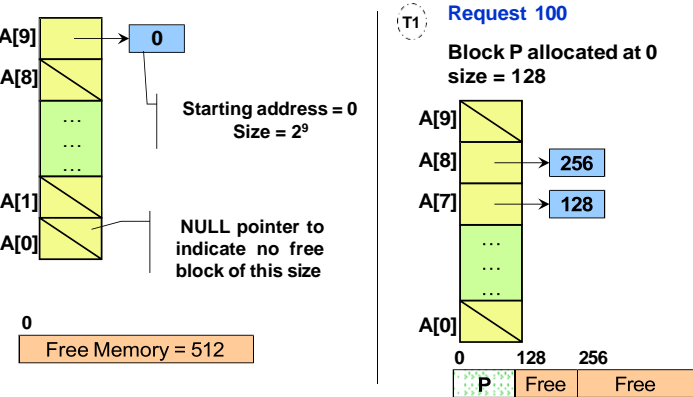 A[9]
0
A[8]
Starting address = 0
Size = 2⁹
...
...
...
A[1]
A[0]
NULL pointer to
indicate no free
block of this size
0
Free Memory = 512
T1
Request 100
Block P allocated at 0
size = 128
A[9]
A[8]
256
A[7]
128
...
...
...
A[0]
0 128 256
P Free Free